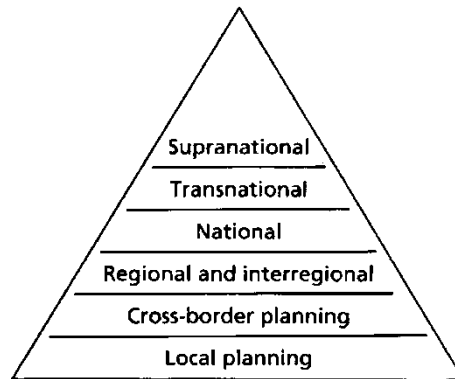 Supranational
Transnational
National
Regional and interregional
Cross-border planning
Local planning